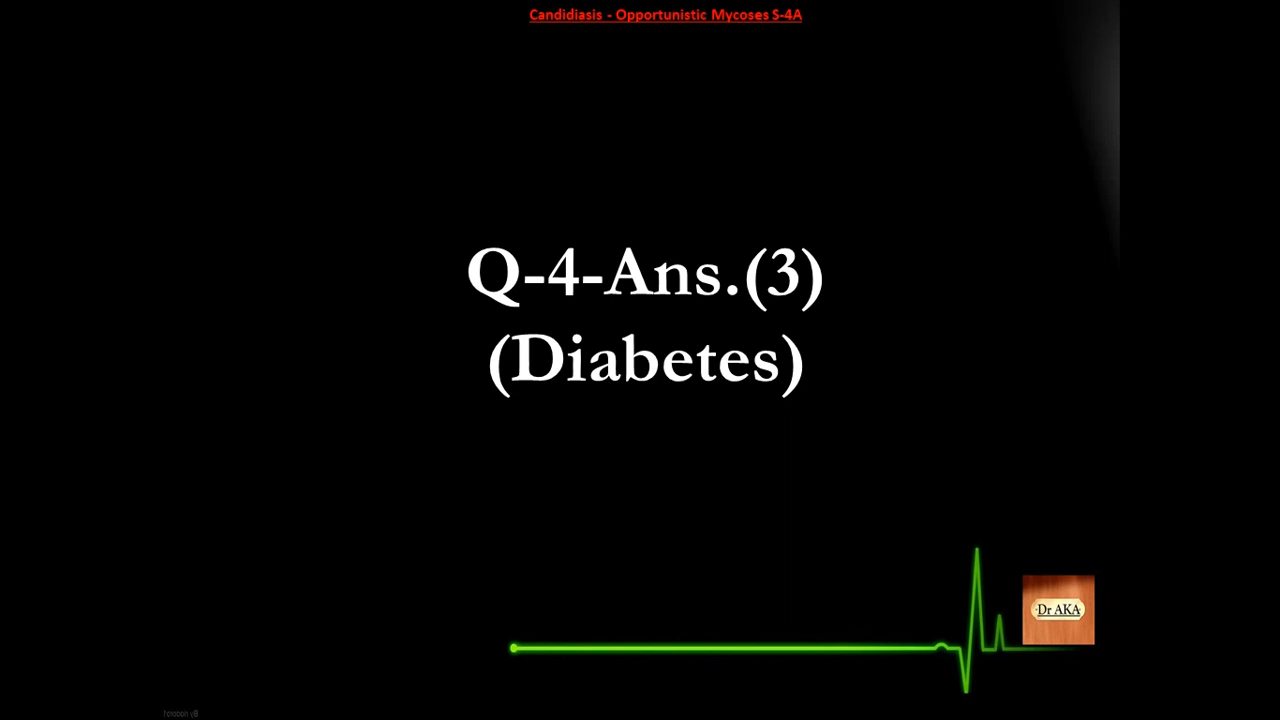 Candidiasis - Opportunistic Mycoses S-4A
Q-4-Ans.(3)
(Diabetes)
Dr AKA